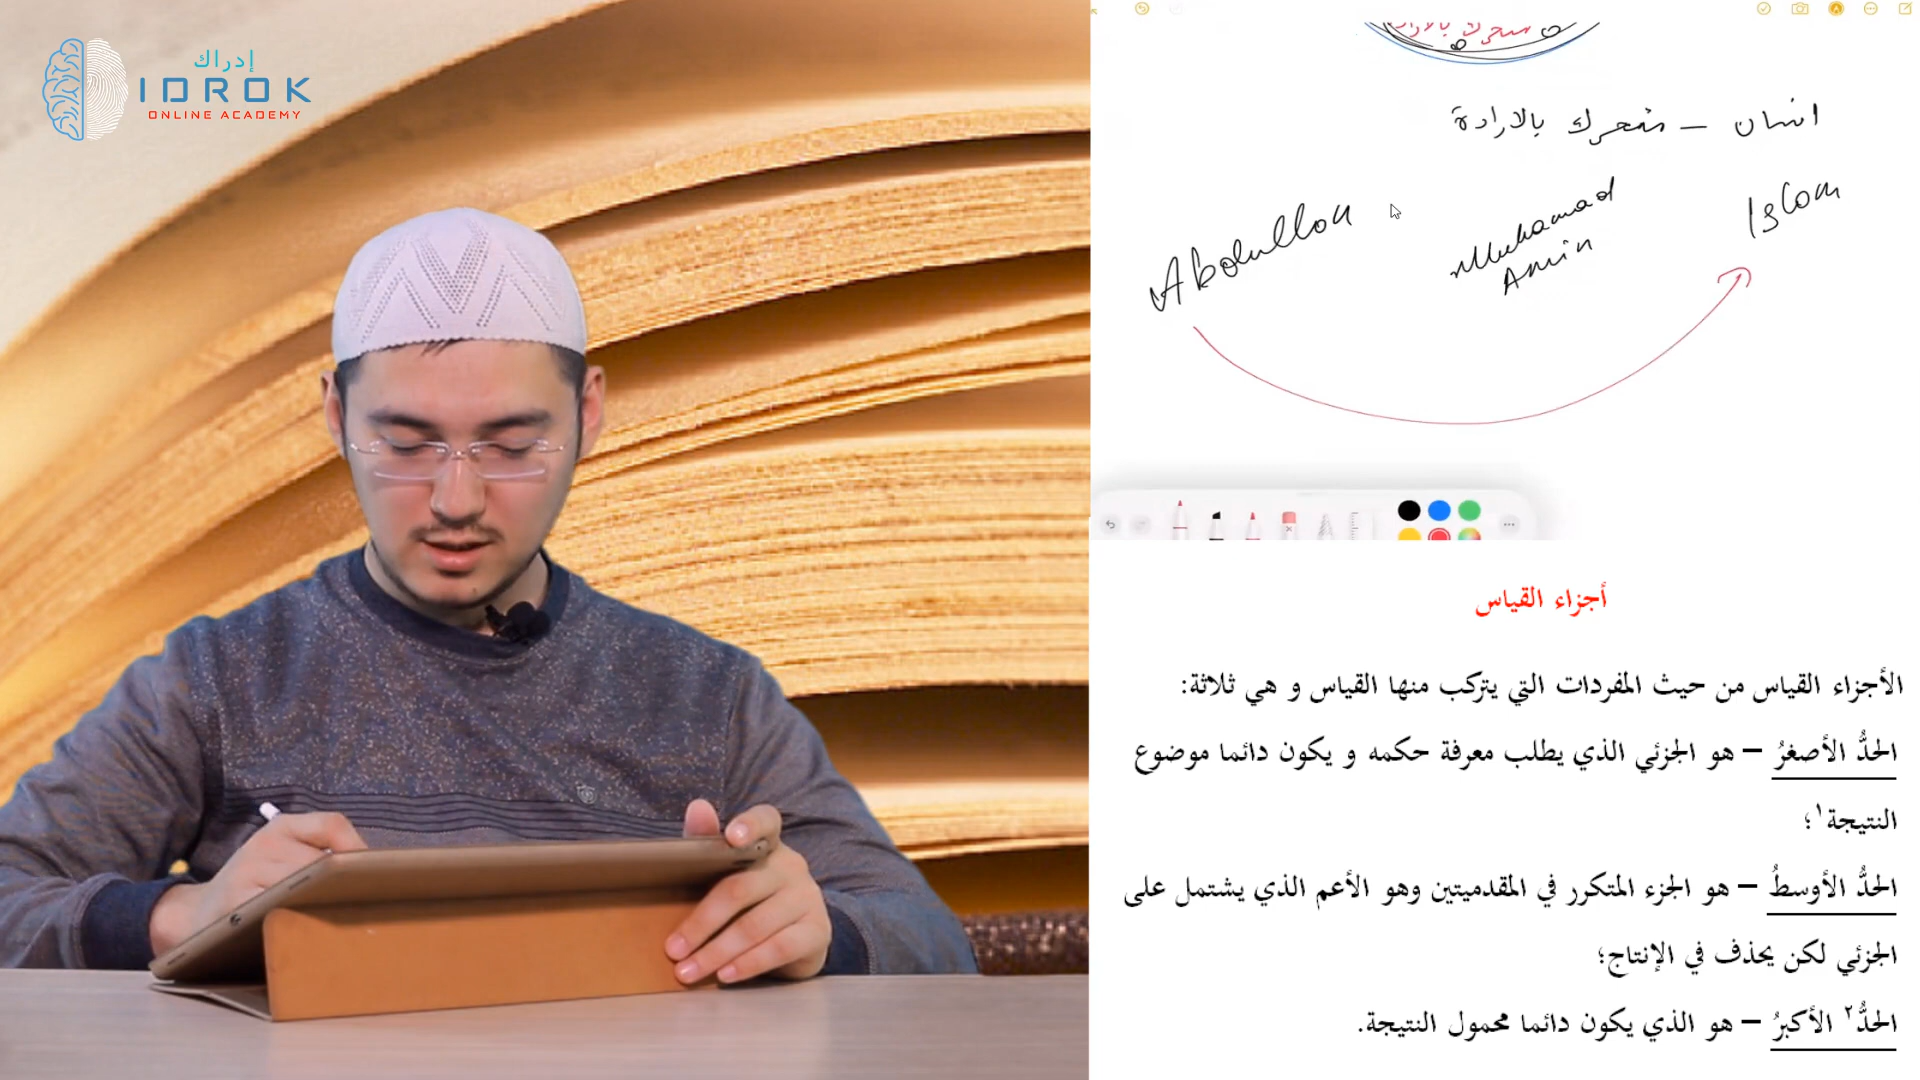 إدراك
IDROK
ONLINE ACADEMY
متحرك بالاراد
انسان – متحرك بالارادة
Abdulloh
Muhammad
Amin
Islom
أجزاء القياس
الأجزاء القياس من حيث المفردات التي يتركب منها القياس و هي ثلاثة:
الحدُّ الأصغرُ – هو الجزئي الذي يطلب معرفة حكمه و يكون دائما موضوع
النتيجة١؛
الحدُّ الأوسطُ – هو الجزء المتكرر في المقدميتين وهو الأعم الذي يشتمل على
الجزئي لكن يحذف في الإنتاج؛
الحدُّ٢ الأكبرُ – هو الذي يكون دائما محمول النتيجة.